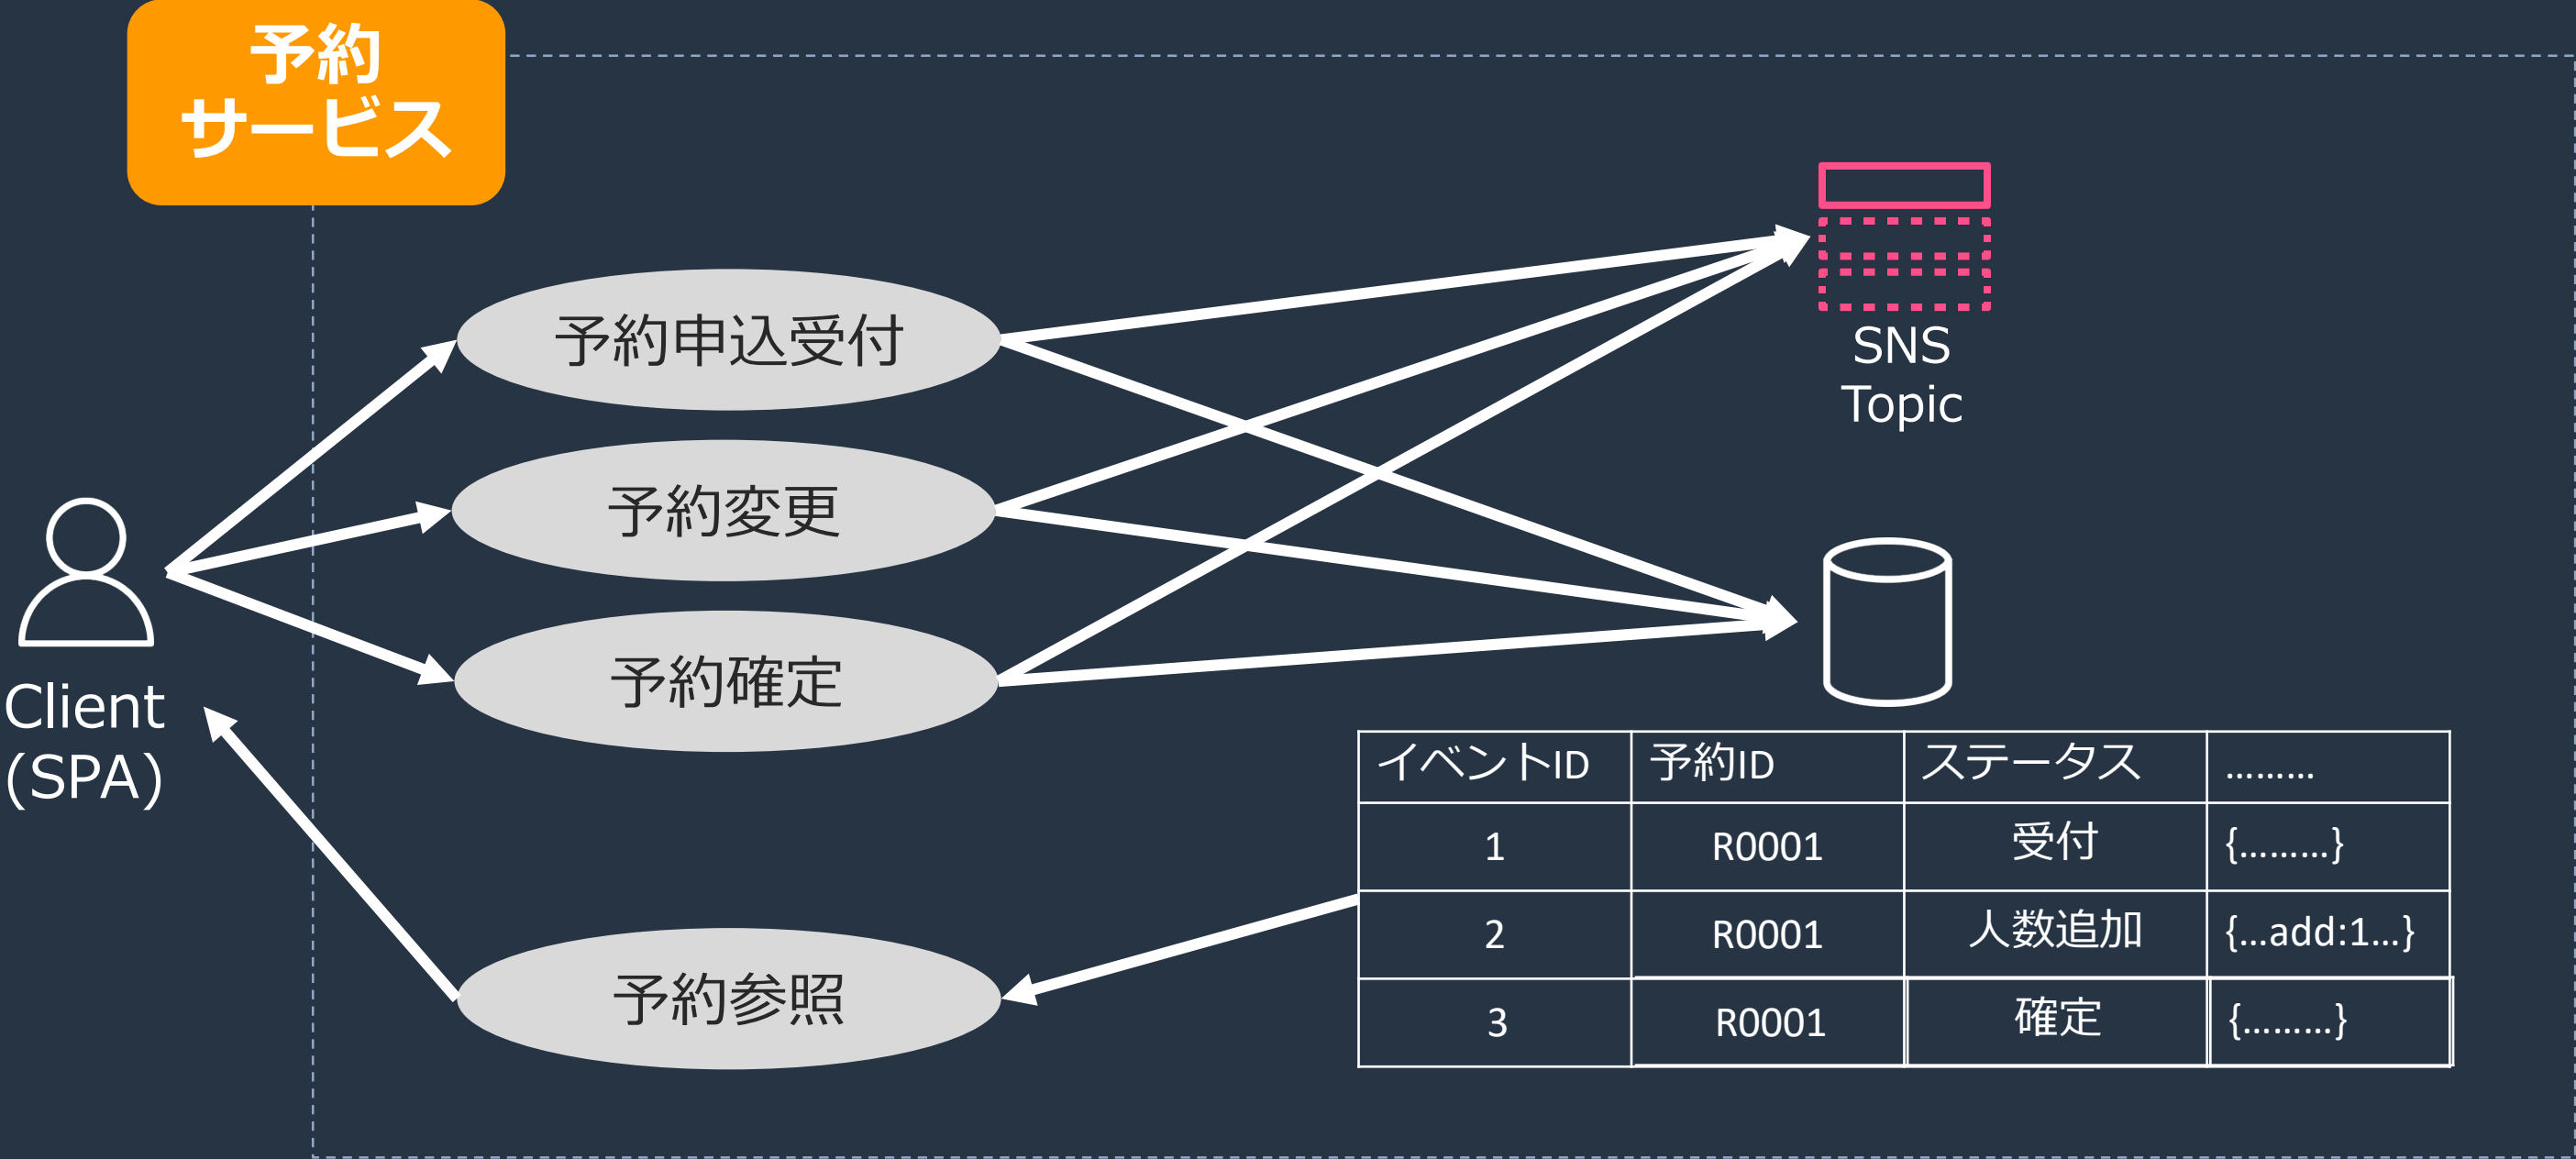 予約
サービス
予約申込受付
予約変更
予約確定
予約参照
Client
(SPA)
SNS
Topic
イベントID 予約ID ステータス ………
1 R0001 受付 {………}
2 R0001 人数追加 {…add:1…}
3 R0001 確定 {………}